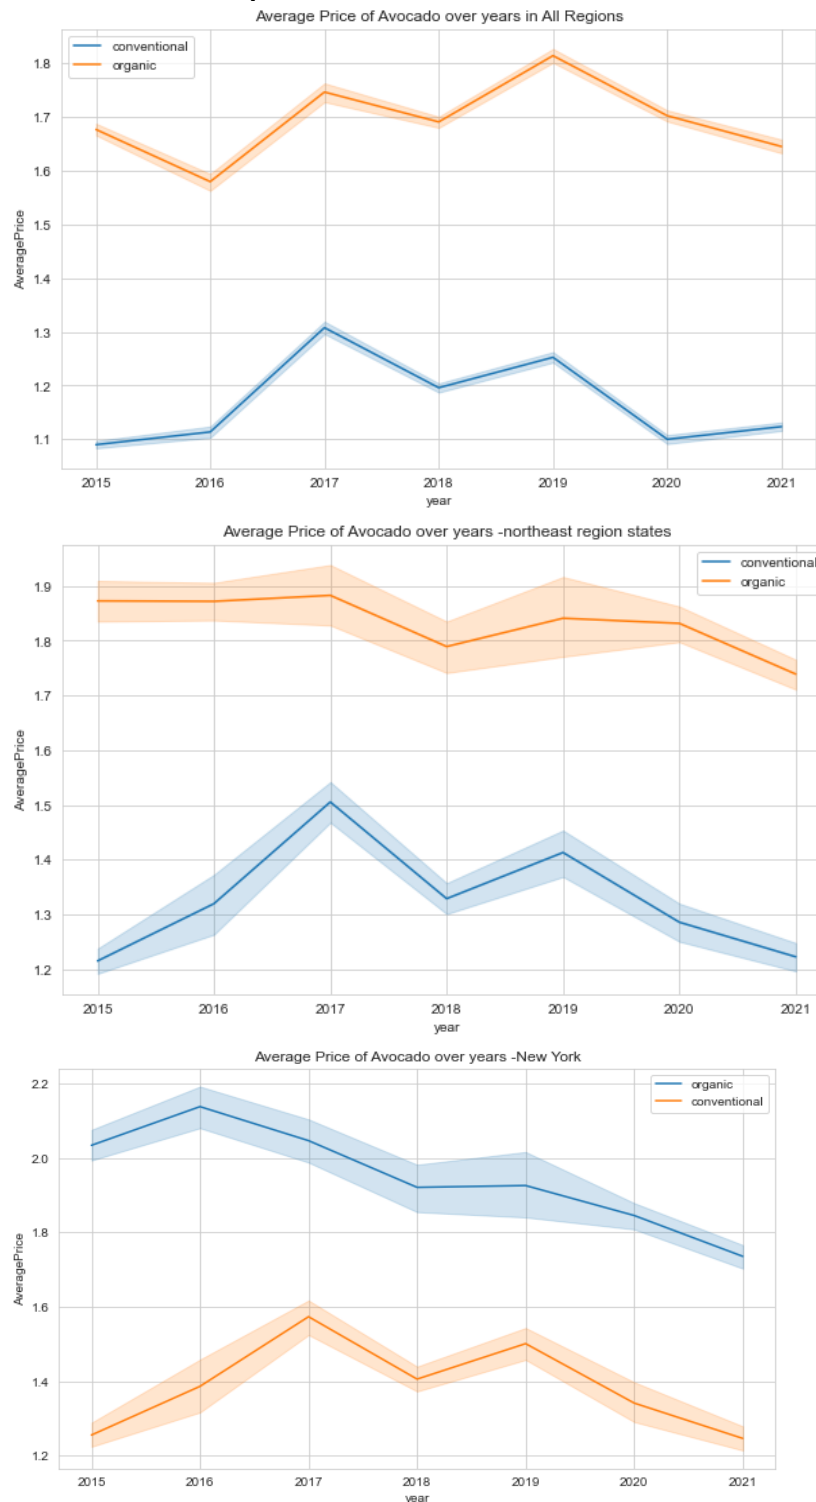 Average Price of Avocado over years in All Regions
conventional
organic
1.8
1.7
1.6
1.5
1.4
1.3
1.2
1.1
AveragePrice
2015 2016 2017 2018 2019 2020 2021
year
Average Price of Avocado over years -northeast region states
conventional
organic
1.9
1.8
1.7
1.6
1.5
1.4
1.3
1.2
AveragePrice
2015 2016 2017 2018 2019 2020 2021
year
Average Price of Avocado over years -New York
organic
conventional
2.2
2.0
1.8
1.6
1.4
1.2
AveragePrice
2015 2016 2017 2018 2019 2020 2021
year